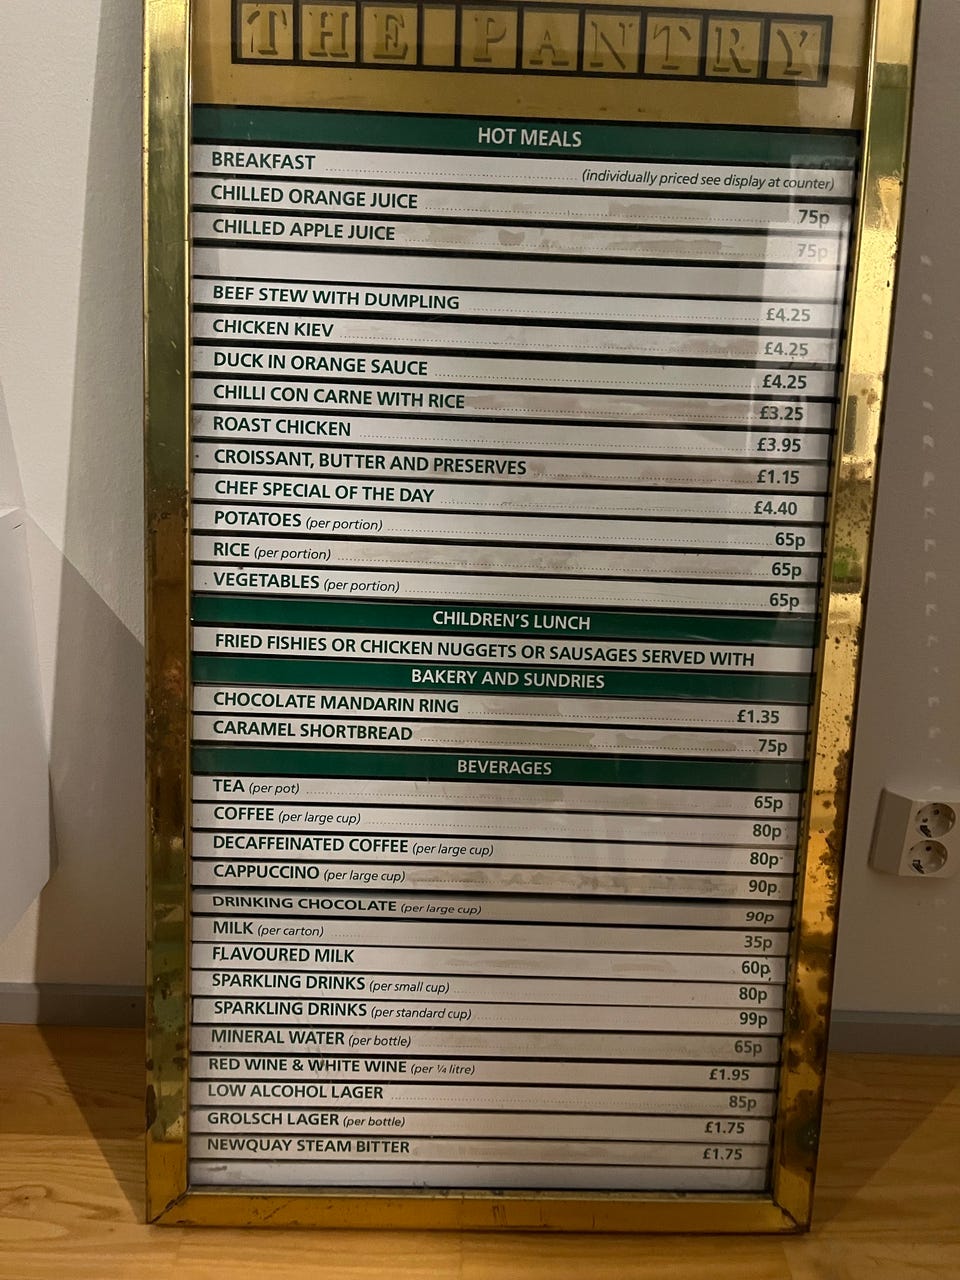 THE PANTRY
HOT MEALS
BREAKFAST (individually priced see display at counter)
CHILLED ORANGE JUICE 75p
CHILLED APPLE JUICE 75p
BEEF STEW WITH DUMPLING £4.25
CHICKEN KIEV £4.25
DUCK IN ORANGE SAUCE £4.25
CHILLI CON CARNE WITH RICE £3.25
ROAST CHICKEN £3.95
CROISSANT, BUTTER AND PRESERVES £1.15
CHEF SPECIAL OF THE DAY £4.40
POTATOES (per portion) 65p
RICE (per portion) 65p
VEGETABLES (per portion) 65p
CHILDREN'S LUNCH
FRIED FISHIES OR CHICKEN NUGGETS OR SAUSAGES SERVED WITH
BAKERY AND SUNDRIES
CHOCOLATE MANDARIN RING £1.35
CARAMEL SHORTBREAD 75p
BEVERAGES
TEA (per pot) 65p
COFFEE (per large cup) 80p
DECAFFEINATED COFFEE (per large cup) 80p
CAPPUCCINO (per large cup) 90p
DRINKING CHOCOLATE (per large cup) 90p
MILK (per carton) 35p
FLAVOURED MILK 60p
SPARKLING DRINKS (per small cup) 80p
SPARKLING DRINKS (per standard cup) 99p
MINERAL WATER (per bottle) 65p
RED WINE & WHITE WINE (per ¼ litre) £1.95
LOW ALCOHOL LAGER 85p
GROLSCH LAGER (per bottle) £1.75
NEWQUAY STEAM BITTER £1.75